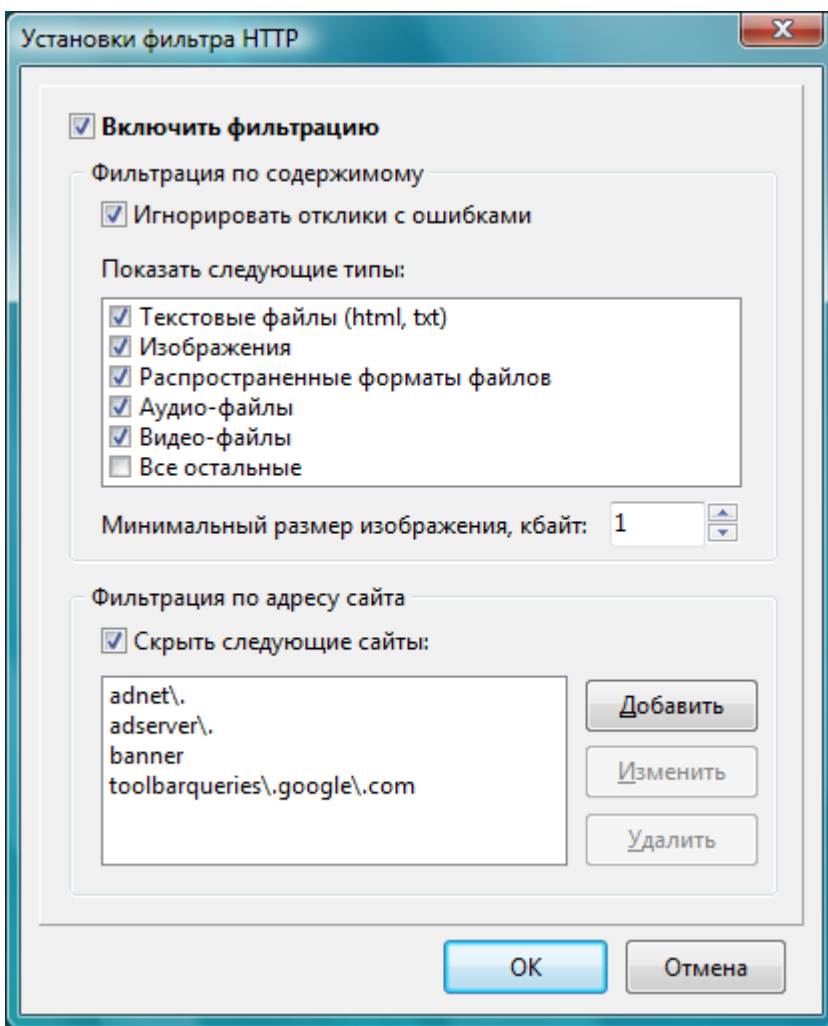 Установки фильтра HTTP
Включить фильтрацию
Фильтрация по содержимому
Игнорировать отклики с ошибками
Показать следующие типы:
Текстовые файлы (html, txt)
Изображения
Распространенные форматы файлов
Аудио-файлы
Видео-файлы
Все остальные
Минимальный размер изображения, кбайт: 1
Фильтрация по адресу сайта
Скрыть следующие сайты:
adnet\.
adserver\.
banner
toolbarqueries\.google\.com
Добавить
Изменить
Удалить
OK Отмена